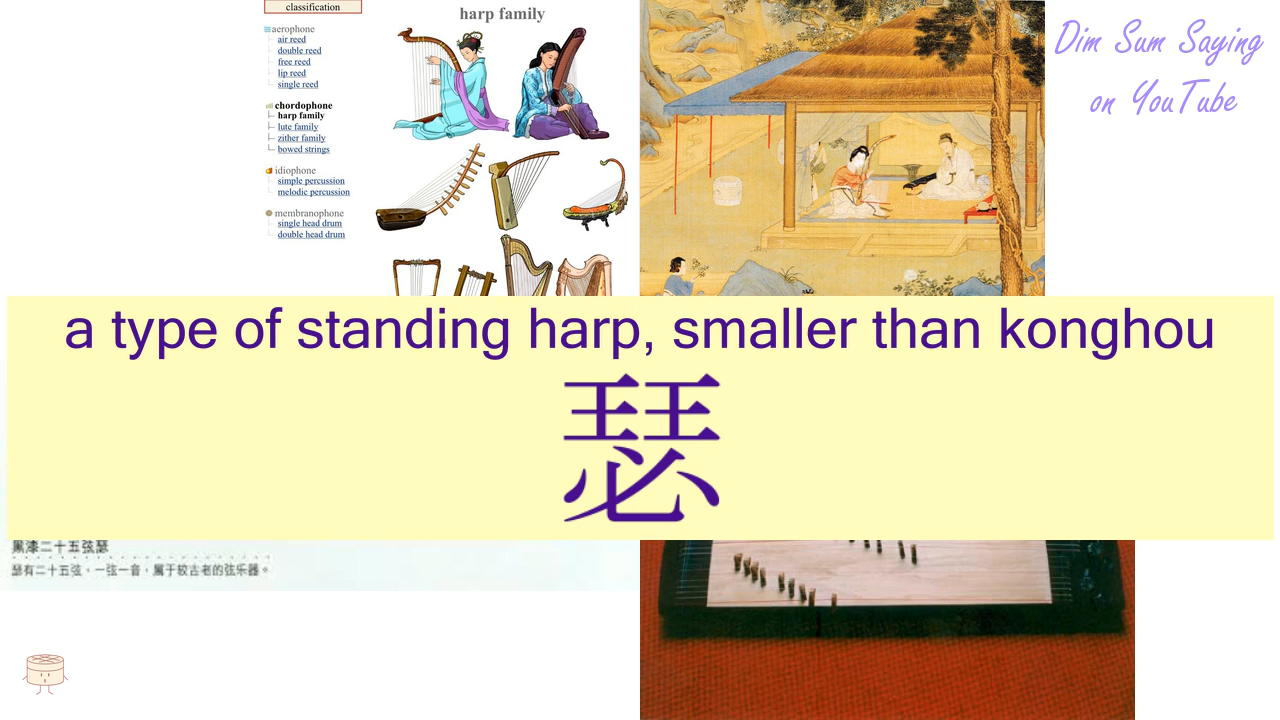 classification
harp family
aerophone
air reed
double reed
free reed
lip reed
single reed
chordophone
harp family
lute family
zither family
bowed strings
idiophone
simple percussion
melodic percussion
membranophone
single head drum
double head drum
Dim Sum Saying
on YouTube
a type of standing harp, smaller than konghou
瑟
黑漆二十五弦瑟
瑟有二十五弦，一弦一音，属于较古老的弦乐器。